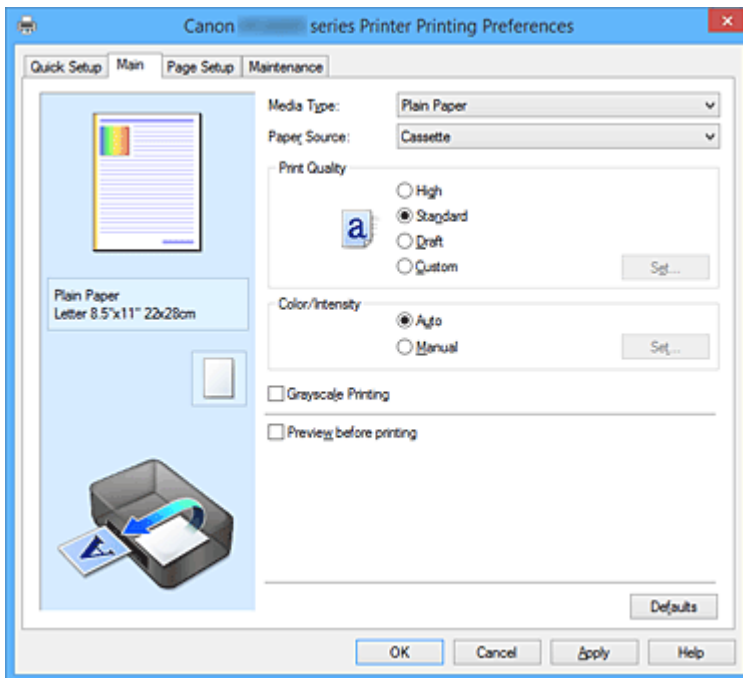 Canon series Printer Printing Preferences
Quick Setup Main Page Setup Maintenance
Media Type: Plain Paper
Paper Source: Cassette
Print Quality
High
Standard
Draft
Custom Set...
Plain Paper
Letter 8.5"x11" 22x28cm
Color/Intensity
Auto
Manual Set...
Grayscale Printing
Preview before printing
Defaults
OK Cancel Apply Help
a
A